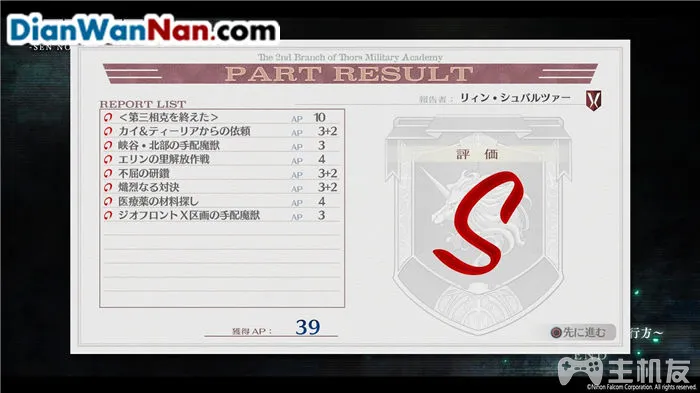 DianWanNan.com
-SEN NO
The 2nd Branch of Thors Military Academy
PART RESULT
REPORT LIST
報告者： リィン・シュバルツァー
＜第三相克を終えた＞ AP 10
カイ&ティーリアからの依頼 AP 3+2
峡谷・北部の手配魔獣 AP 3
エリンの里解放作戦 AP 4
不屈の研鑽 AP 3+2
熾烈なる対決 AP 3+2
医療薬の材料探し AP 4
ジオフロントX区画の手配魔獣 AP 3
評価
S
獲得 AP： 39
先に進む
行方～
END
主机友
©Nihon Falcom Corporation. All rights reserved.